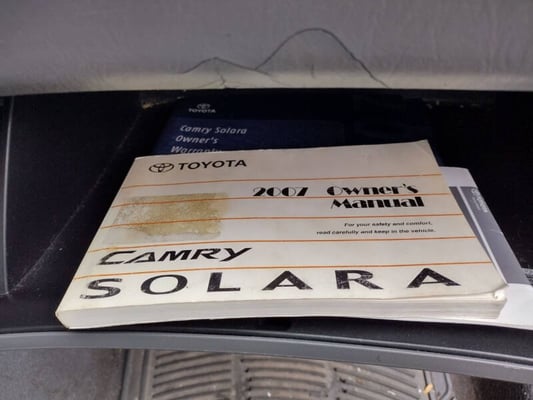 TOYOTA
Camry Solara
Owner's
Warranty
TOYOTA
2007 Owner's
Manual
For your safety and comfort,
read carefully and keep in the vehicle.
CAMRY
SOLARA